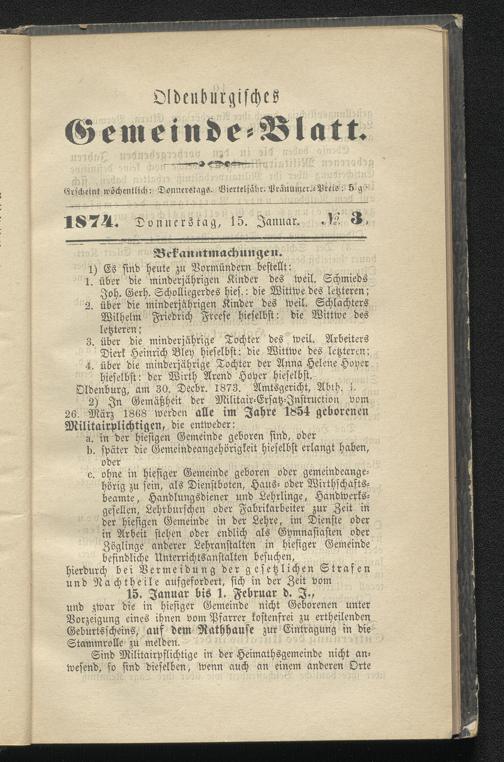 Oldenburgisches
Gemeinde-Blatt.
Erscheint wöchentlich: Donnerstags. Vierteljähr. Pränumer.-Preis: 5 g
1874. Donnerstag, 15. Januar. № 3.
Bekanntmachungen.
1) Es sind heute zu Vormündern bestellt:
1. über die minderjährigen Kinder des weil. Schmieds
Joh. Gerh. Scholliegerdes hies.: die Wittwe des letzteren;
2. über die minderjährigen Kinder des weil. Schlachters
Wilhelm Friedrich Freese hieselbst: die Wittwe des
letzteren;
3. über die minderjährige Tochter des weil. Arbeiters
Dierk Heinrich Bley hieselbst: die Wittwe des letzteren;
4. über die minderjährige Tochter der Anna Helene Hoyer
hieselbst: der Wirth Arend Hoyer hieselbst.
Oldenburg, am 30. Decbr. 1873. Amtsgericht, Abth. I.
2) In Gemäßheit der Militair-Ersatz-Instruction vom
26. März 1868 werden alle im Jahre 1854 geborenen
Militairplichtigen, die entweder:
a. in der hiesigen Gemeinde geboren sind, oder
b. später die Gemeindeangehörigkeit hieselbst erlangt haben,
oder
c. ohne in hiesiger Gemeinde geboren oder gemeindeange-
hörig zu sein, als Dienstboten, Haus- oder Wirthschafts-
beamte, Handlungsdiener und Lehrlinge, Handwerks-
gesellen, Lehrburschen oder Fabrikarbeiter zur Zeit in
der hiesigen Gemeinde in der Lehre, im Dienste oder
in Arbeit stehen oder endlich als Gymnasiasten oder
Zöglinge anderer Lehranstalten in hiesiger Gemeinde
befindliche Unterrichtsanstalten besuchen,
hierdurch bei Vermeidung der gesetzlichen Strafen
und Nachtheile aufgefordert, sich in der Zeit vom
15. Januar bis 1. Februar d. J.,
und zwar die in hiesiger Gemeinde nicht Geborenen unter
Vorzeigung eines ihnen vom Pfarrer kostenfrei zu ertheilenden
Geburtsscheins, auf dem Rathhause zur Eintragung in die
Stammrolle zu melden.
Sind Militairpflichtige in der Heimathsgemeinde nicht an-
wesend, so sind dieselben, wenn auch an einem anderen Orte